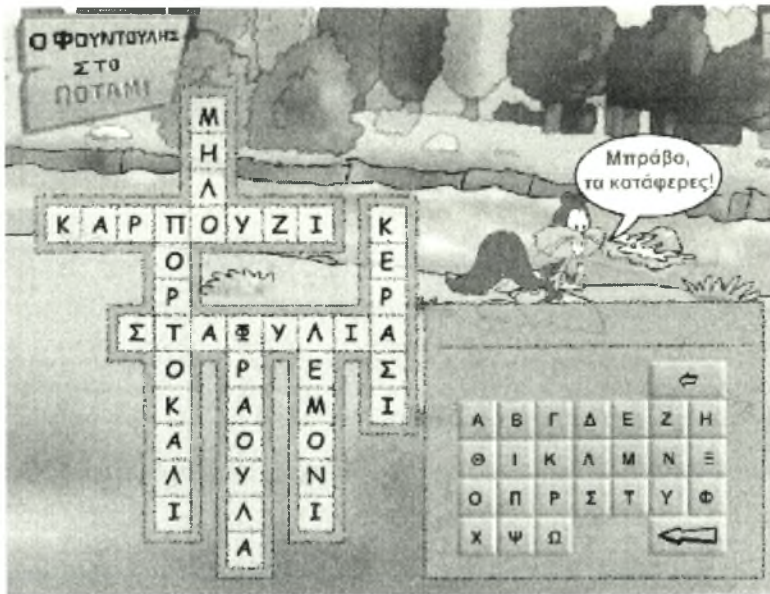 Ο ΦΟΥΝΤΟΥΛΗΣ
ΣΤΟ
ΠΟΤΑΜΙ
Μπράβο,
τα κατάφερες!
ΜΗΛΟ
ΚΑΡΠΟΥΖΙ
ΚΕΡΑΣΙ
ΠΟΡΤΟΚΑΛΙ
ΣΤΑΦΥΛΙΑ
ΦΡΑΟΥΛΑ
ΛΕΜΟΝΙ
Α Β Γ Δ Ε Ζ Η
Θ Ι Κ Λ Μ Ν Ξ
Ο Π Ρ Σ Τ Υ Φ
Χ Ψ Ω